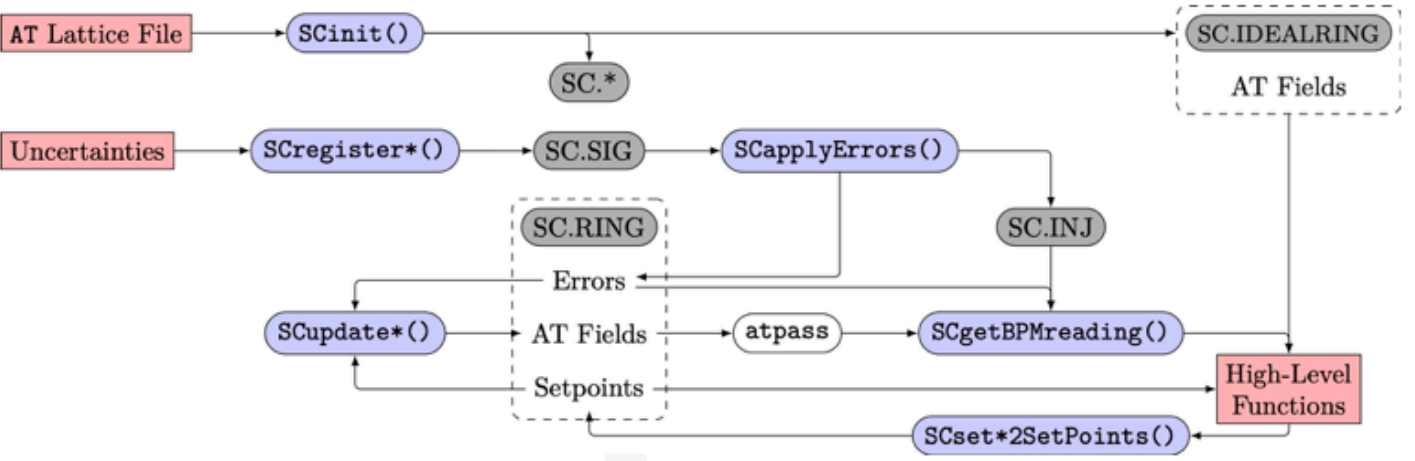 AT Lattice File
SCinit()
SC.IDEALRING
SC.*
AT Fields
Uncertainties
SCregister*()
SC.SIG
SCapplyErrors()
SC.RING
SC.INJ
Errors
SCupdate*()
AT Fields
atpass
SCgetBPMreading()
Setpoints
High-Level
Functions
SCset*2SetPoints()